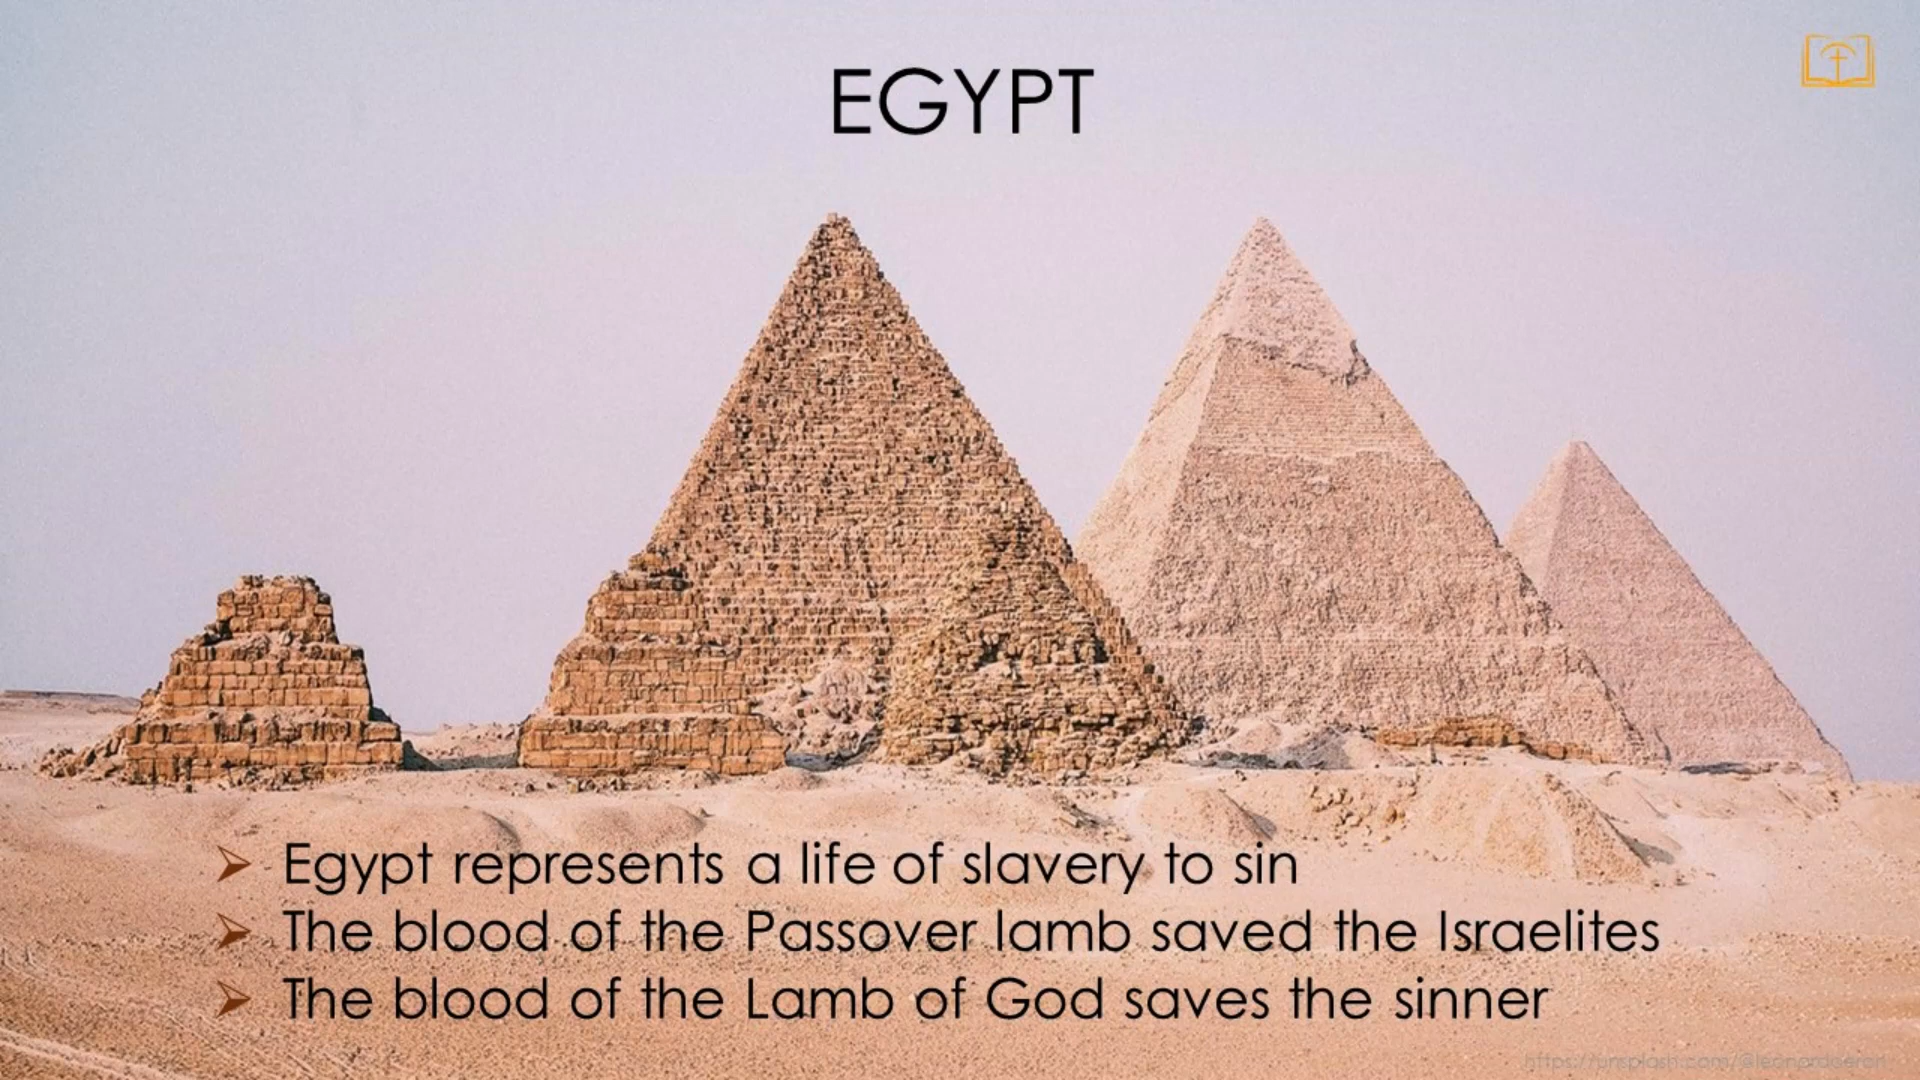 EGYPT
Egypt represents a life of slavery to sin
The blood of the Passover lamb saved the Israelites
The blood of the Lamb of God saves the sinner